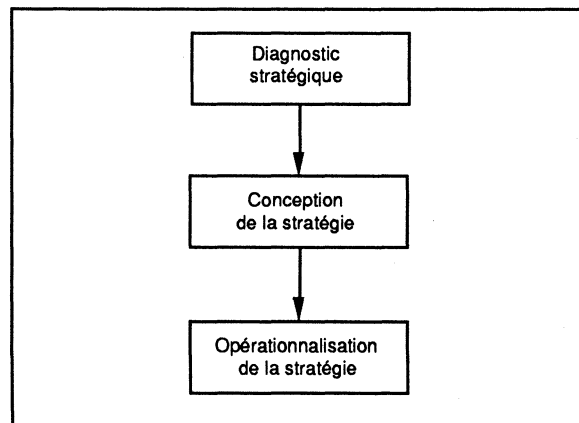 Diagnostic
stratégique
Conception
de la stratégie
Opérationnalisation
de la stratégie